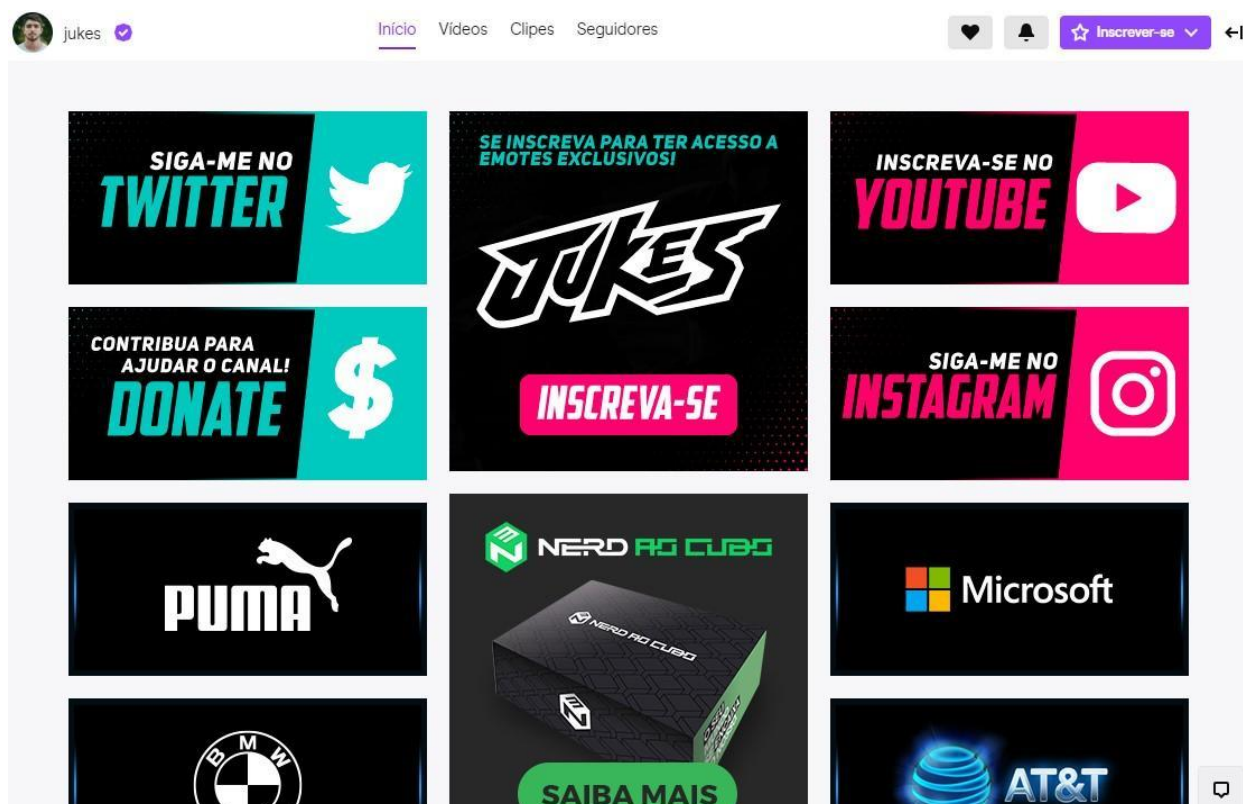 jukes
Início Vídeos Clipes Seguidores
Inscrever-se
SIGA-ME NO
TWITTER
SE INSCREVA PARA TER ACESSO A
EMOTES EXCLUSIVOS!
JUKES
INSCREVA-SE
INSCREVA-SE NO
YOUTUBE
CONTRIBUA PARA
AJUDAR O CANAL!
DONATE
SIGA-ME NO
INSTAGRAM
PUMA
NERD AO CUBO
NERD AO CUBO
SAIBA MAIS
Microsoft
BMW
AT&T